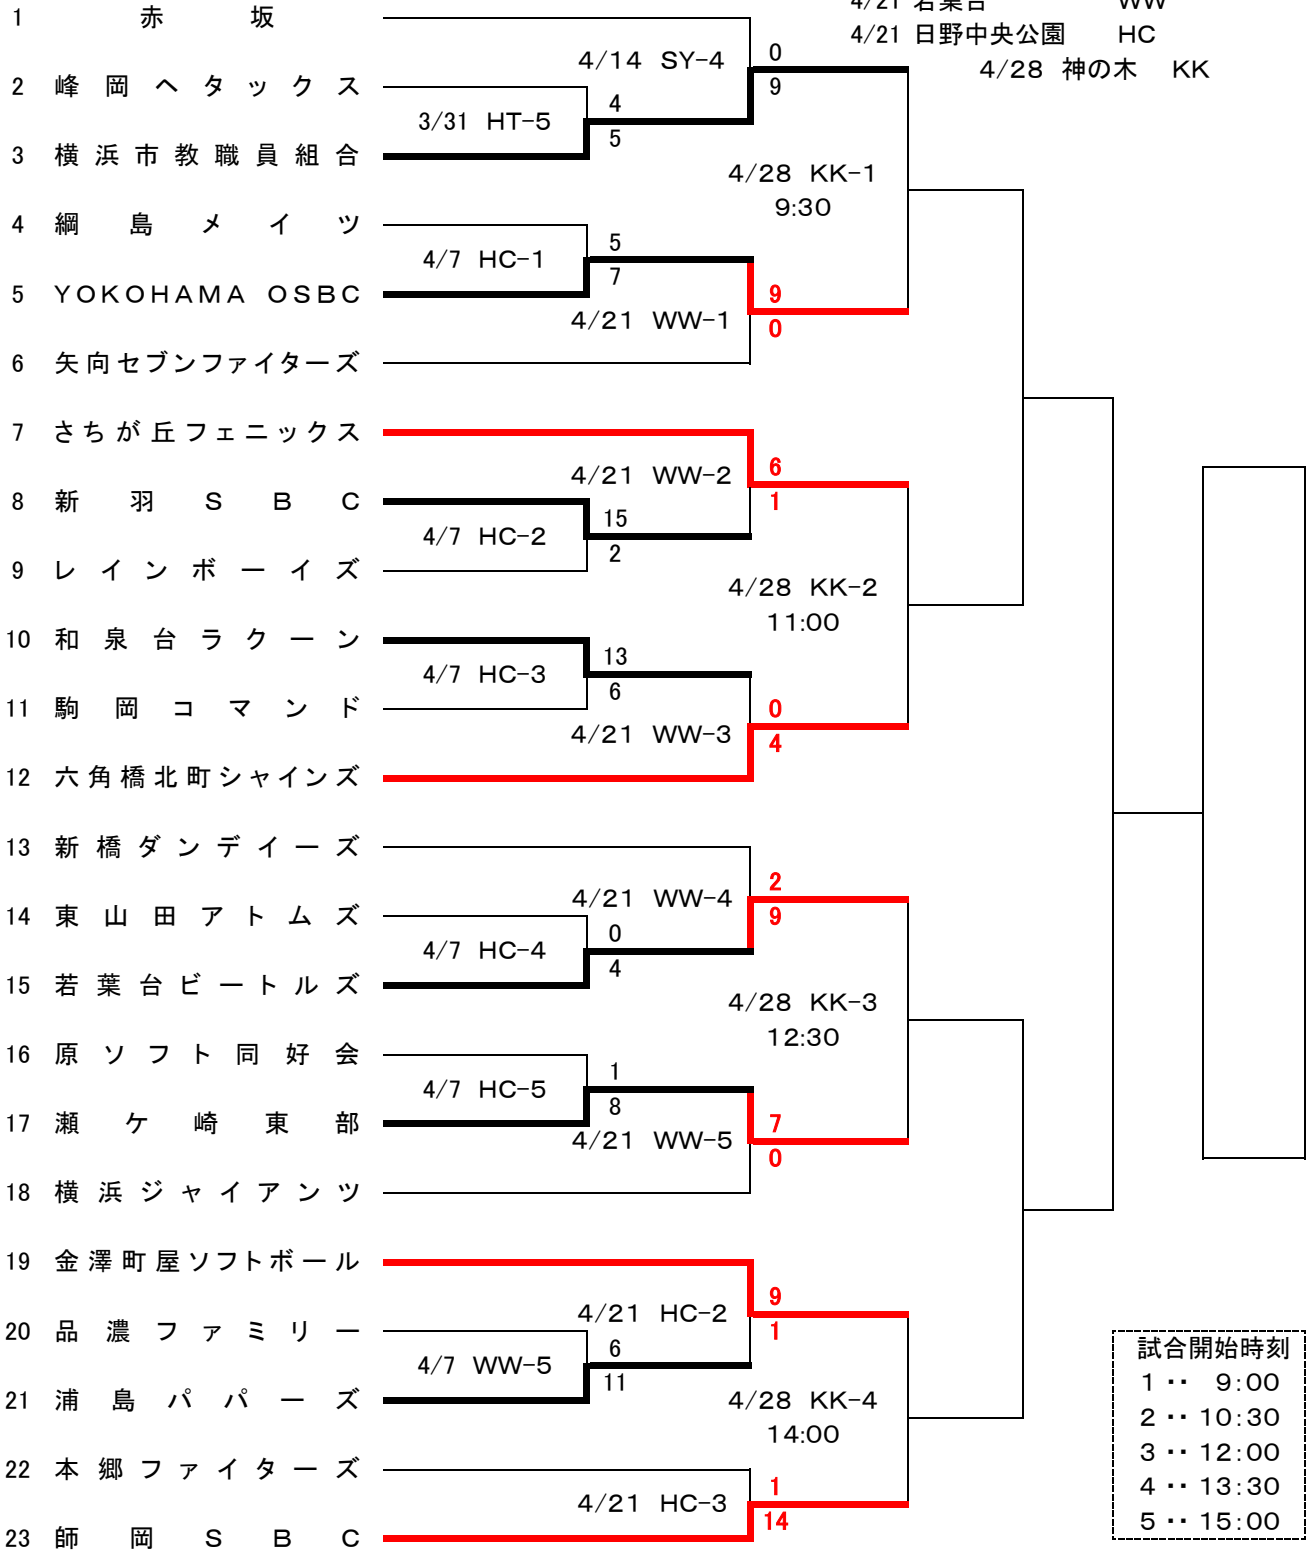 4/21 若葉台 WW
1 赤坂
4/21 日野中央公園 HC
4/14 SY-4
0
9
4/28 神の木 KK
2 峰岡ヘタックス
3/31 HT-5
4
5
3 横浜市教職員組合
4/28 KK-1
9:30
4 綱島メイツ
4/7 HC-1
5
7
5 YOKOHAMA OSBC
4/21 WW-1
9
0
6 矢向セブンファイターズ
7 さちが丘フェニックス
4/21 WW-2
6
1
8 新羽SBC
4/7 HC-2
15
2
9 レインボーイズ
4/28 KK-2
11:00
10 和泉台ラクーン
4/7 HC-3
13
6
11 駒岡コマンド
4/21 WW-3
0
4
12 六角橋北町シャインズ
13 新橋ダンデイーズ
4/21 WW-4
2
9
14 東山田アトムズ
4/7 HC-4
0
4
15 若葉台ビートルズ
4/28 KK-3
12:30
16 原ソフト同好会
4/7 HC-5
1
8
17 瀬ケ崎東部
4/21 WW-5
7
0
18 横浜ジャイアンツ
19 金澤町屋ソフトボール
4/21 HC-2
9
1
20 品濃ファミリー
4/7 WW-5
6
11
21 浦島パパーズ
4/28 KK-4
14:00
22 本郷ファイターズ
4/21 HC-3
1
14
23 師岡SBC
試合開始時刻
1 ‥ 9:00
2 ‥ 10:30
3 ‥ 12:00
4 ‥ 13:30
5 ‥ 15:00